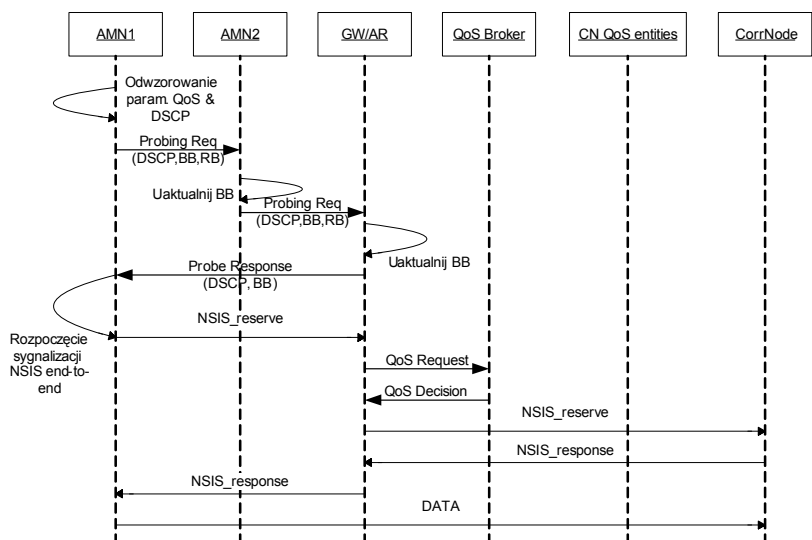 AMN1
AMN2
GW/AR
QoS Broker
CN QoS entities
CorrNode
Odwzorowanie
param. QoS &
DSCP
Probing Req
(DSCP,BB,RB)
Uaktualnij BB
Probing Req
(DSCP,BB,RB)
Uaktualnij BB
Probe Response
(DSCP, BB)
Rozpoczęcie
sygnalizacji
NSIS end-to-
end
NSIS_reserve
QoS Request
QoS Decision
NSIS_reserve
NSIS_response
NSIS_response
DATA